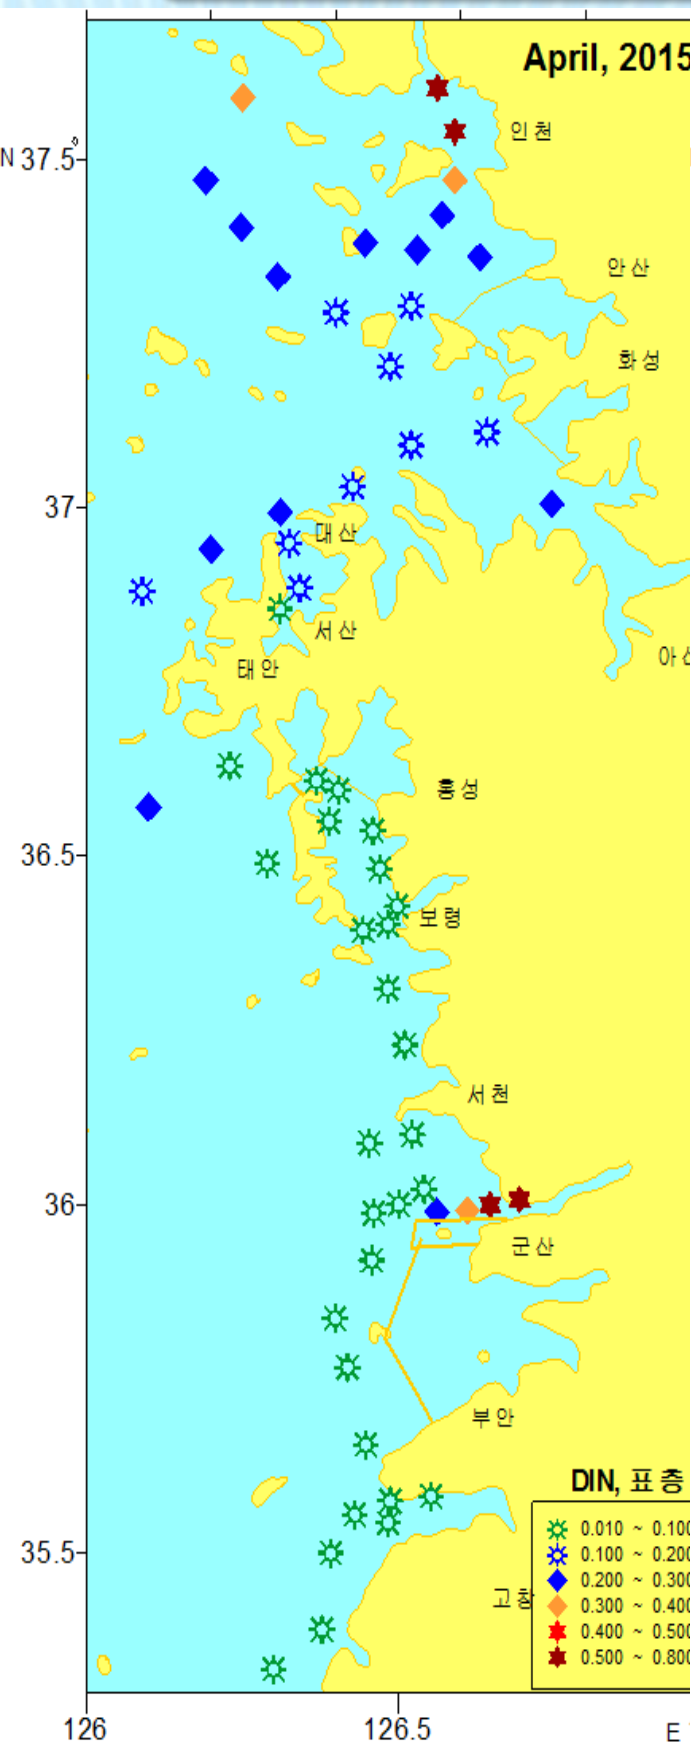 April, 2015
N 37.5°
인천
안산
화성
37
대산
서산
태안
홍성
36.5
보령
서천
36
군산
부안
DIN, 표층
0.010 ~ 0.100
0.100 ~ 0.200
35.5
0.200 ~ 0.300
고창
0.300 ~ 0.400
0.400 ~ 0.500
0.500 ~ 0.800
126
126.5
E